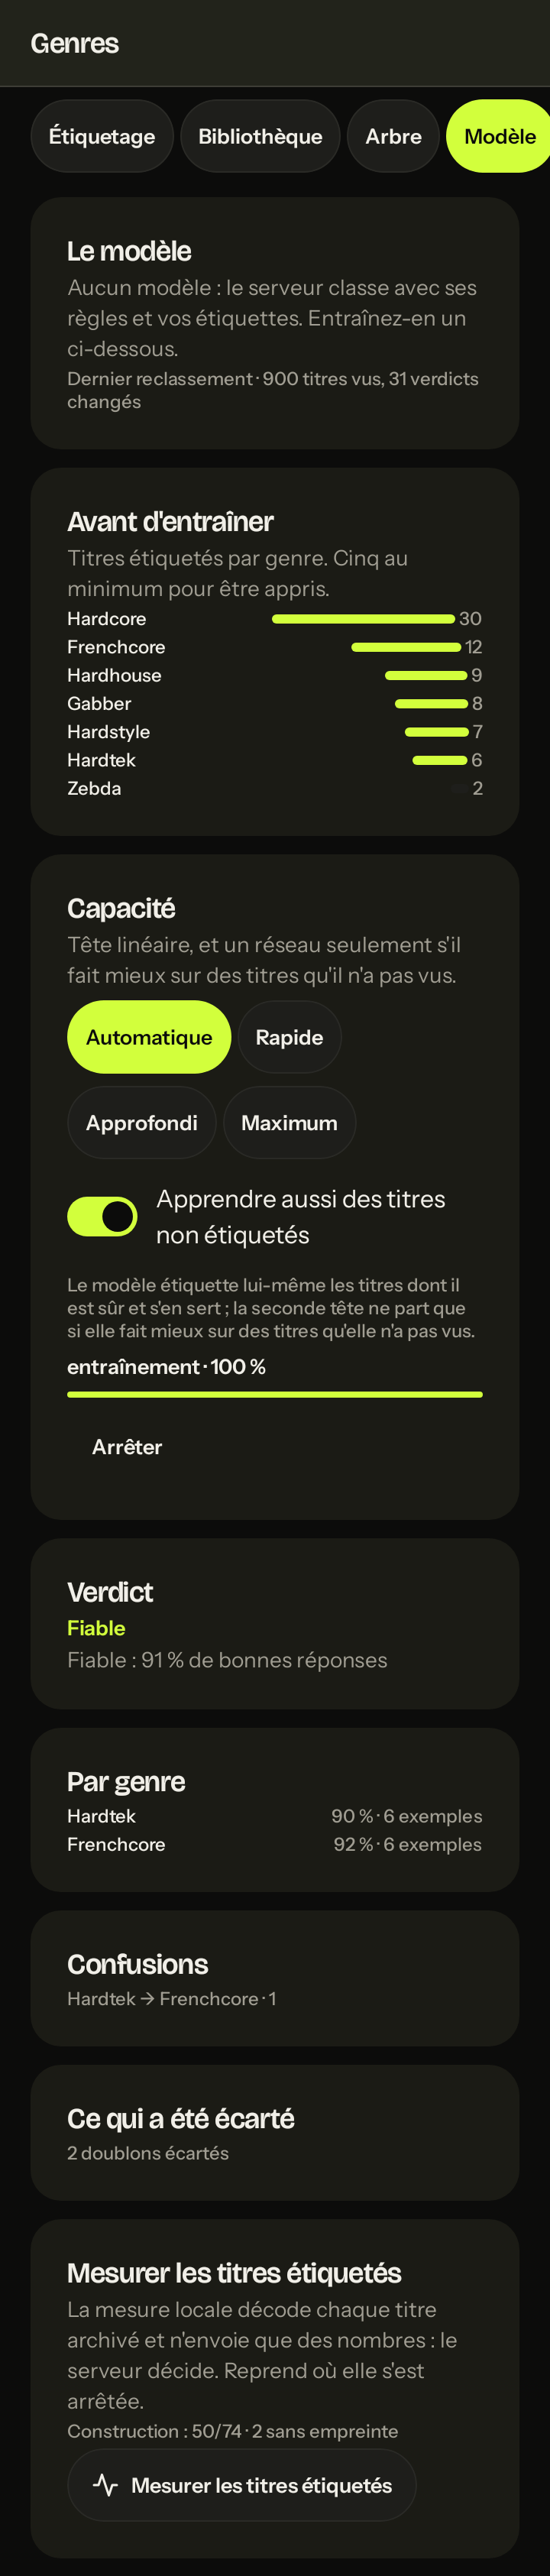 Genres
Étiquetage
Bibliothèque
Arbre
Modèle
Le modèle
Aucun modèle : le serveur classe avec ses
règles et vos étiquettes. Entraînez-en un
ci-dessous.
Dernier reclassement · 900 titres vus, 31 verdicts
changés
Avant d'entraîner
Titres étiquetés par genre. Cinq au
minimum pour être appris.
Hardcore 30
Frenchcore 12
Hardhouse 9
Gabber 8
Hardstyle 7
Hardtek 6
Zebda 2
Capacité
Tête linéaire, et un réseau seulement s'il
fait mieux sur des titres qu'il n'a pas vus.
Automatique
Rapide
Approfondi
Maximum
Apprendre aussi des titres
non étiquetés
Le modèle étiquette lui-même les titres dont il
est sûr et s'en sert ; la seconde tête ne part que
si elle fait mieux sur des titres qu'elle n'a pas vus.
entraînement · 100 %
Arrêter
Verdict
Fiable
Fiable : 91 % de bonnes réponses
Par genre
Hardtek 90 % · 6 exemples
Frenchcore 92 % · 6 exemples
Confusions
Hardtek → Frenchcore · 1
Ce qui a été écarté
2 doublons écartés
Mesurer les titres étiquetés
La mesure locale décode chaque titre
archivé et n'envoie que des nombres : le
serveur décide. Reprend où elle s'est
arrêtée.
Construction : 50/74 · 2 sans empreinte
Mesurer les titres étiquetés